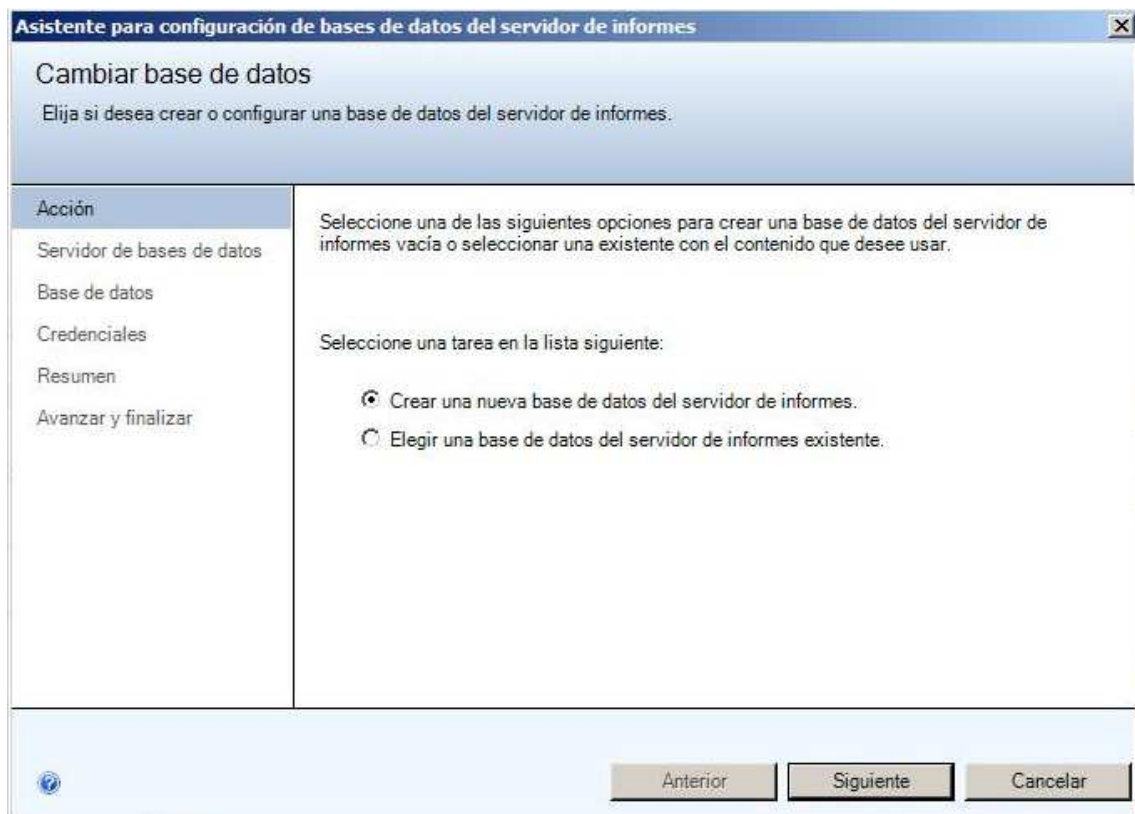 Asistente para configuración de bases de datos del servidor de informes
Cambiar base de datos
Elija si desea crear o configurar una base de datos del servidor de informes.
Acción
Servidor de bases de datos
Base de datos
Credenciales
Resumen
Avanzar y finalizar
Seleccione una de las siguientes opciones para crear una base de datos del servidor de
informes vacía o seleccionar una existente con el contenido que desee usar.
Seleccione una tarea en la lista siguiente:
Crear una nueva base de datos del servidor de informes.
Elegir una base de datos del servidor de informes existente.
Anterior
Siguiente
Cancelar